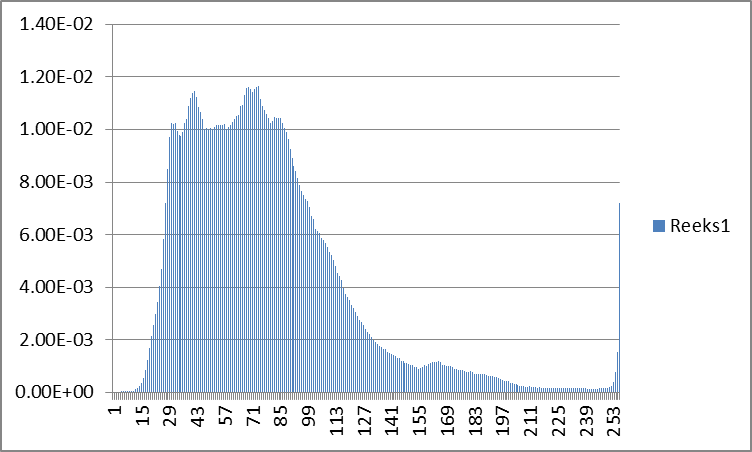 1.40E-02
1.20E-02
1.00E-02
8.00E-03
6.00E-03
4.00E-03
2.00E-03
0.00E+00
1 15 29 43 57 71 85 99 113 127 141 155 169 183 197 211 225 239 253
Reeks1